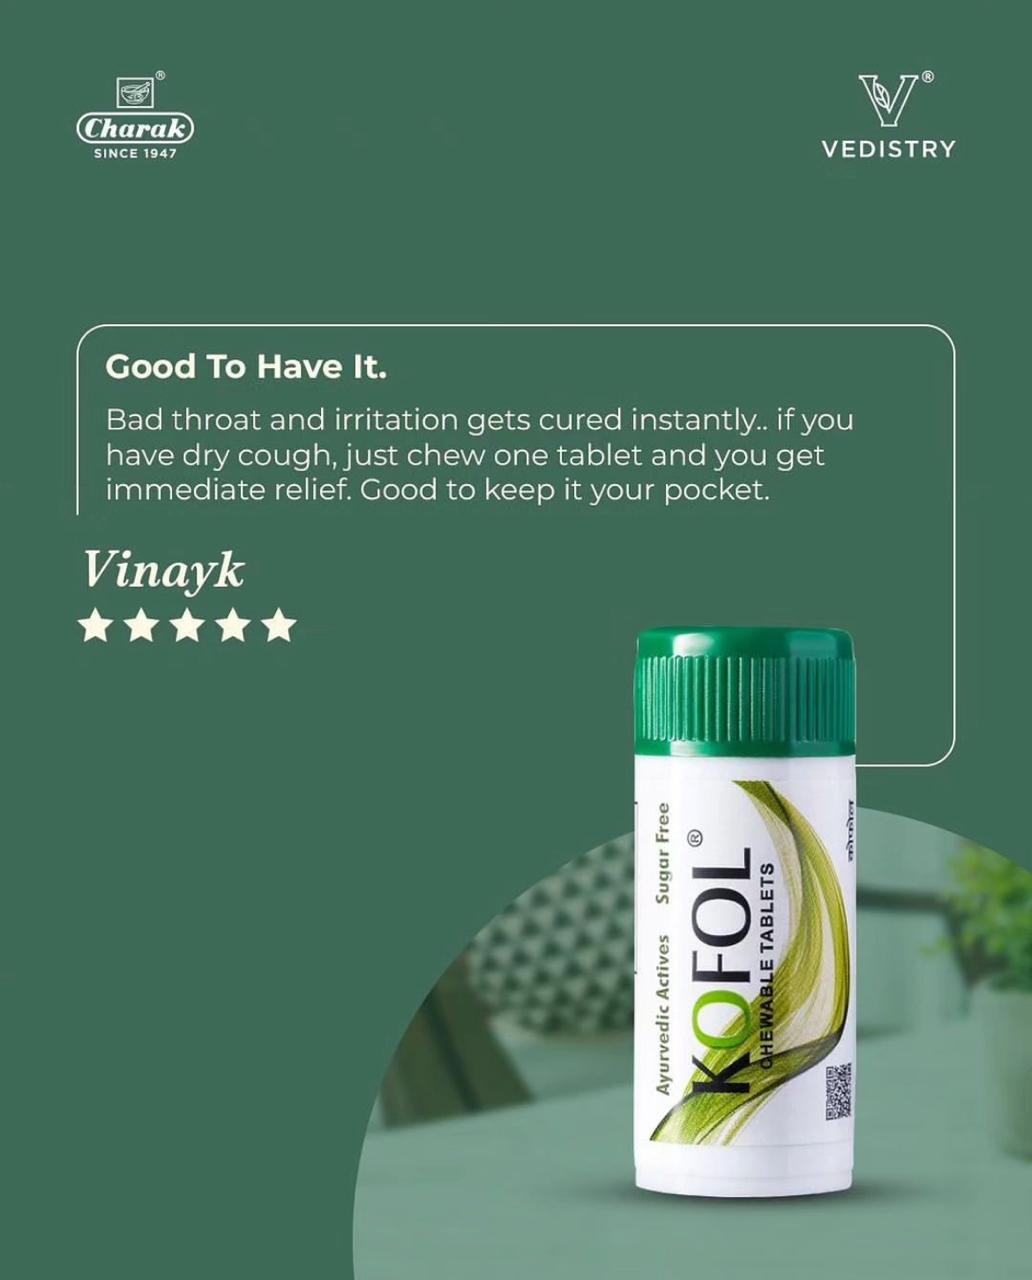 ®
Charak
SINCE 1947
V®
VEDISTRY
Good To Have It.
Bad throat and irritation gets cured instantly.. if you
have dry cough, just chew one tablet and you get
immediate relief. Good to keep it your pocket.
Vinayk
Ayurvedic Actives Sugar Free
KOFOL®
CHEWABLE TABLETS
कोफोल